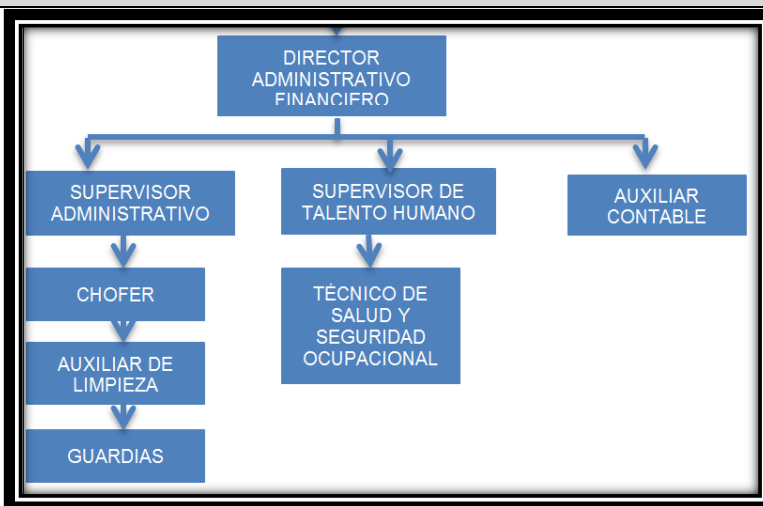 DIRECTOR
ADMINISTRATIVO
FINANCIERO
SUPERVISOR
ADMINISTRATIVO
SUPERVISOR DE
TALENTO HUMANO
AUXILIAR
CONTABLE
CHOFER
TÉCNICO DE
SALUD Y
SEGURIDAD
OCUPACIONAL
AUXILIAR DE
LIMPIEZA
GUARDIAS